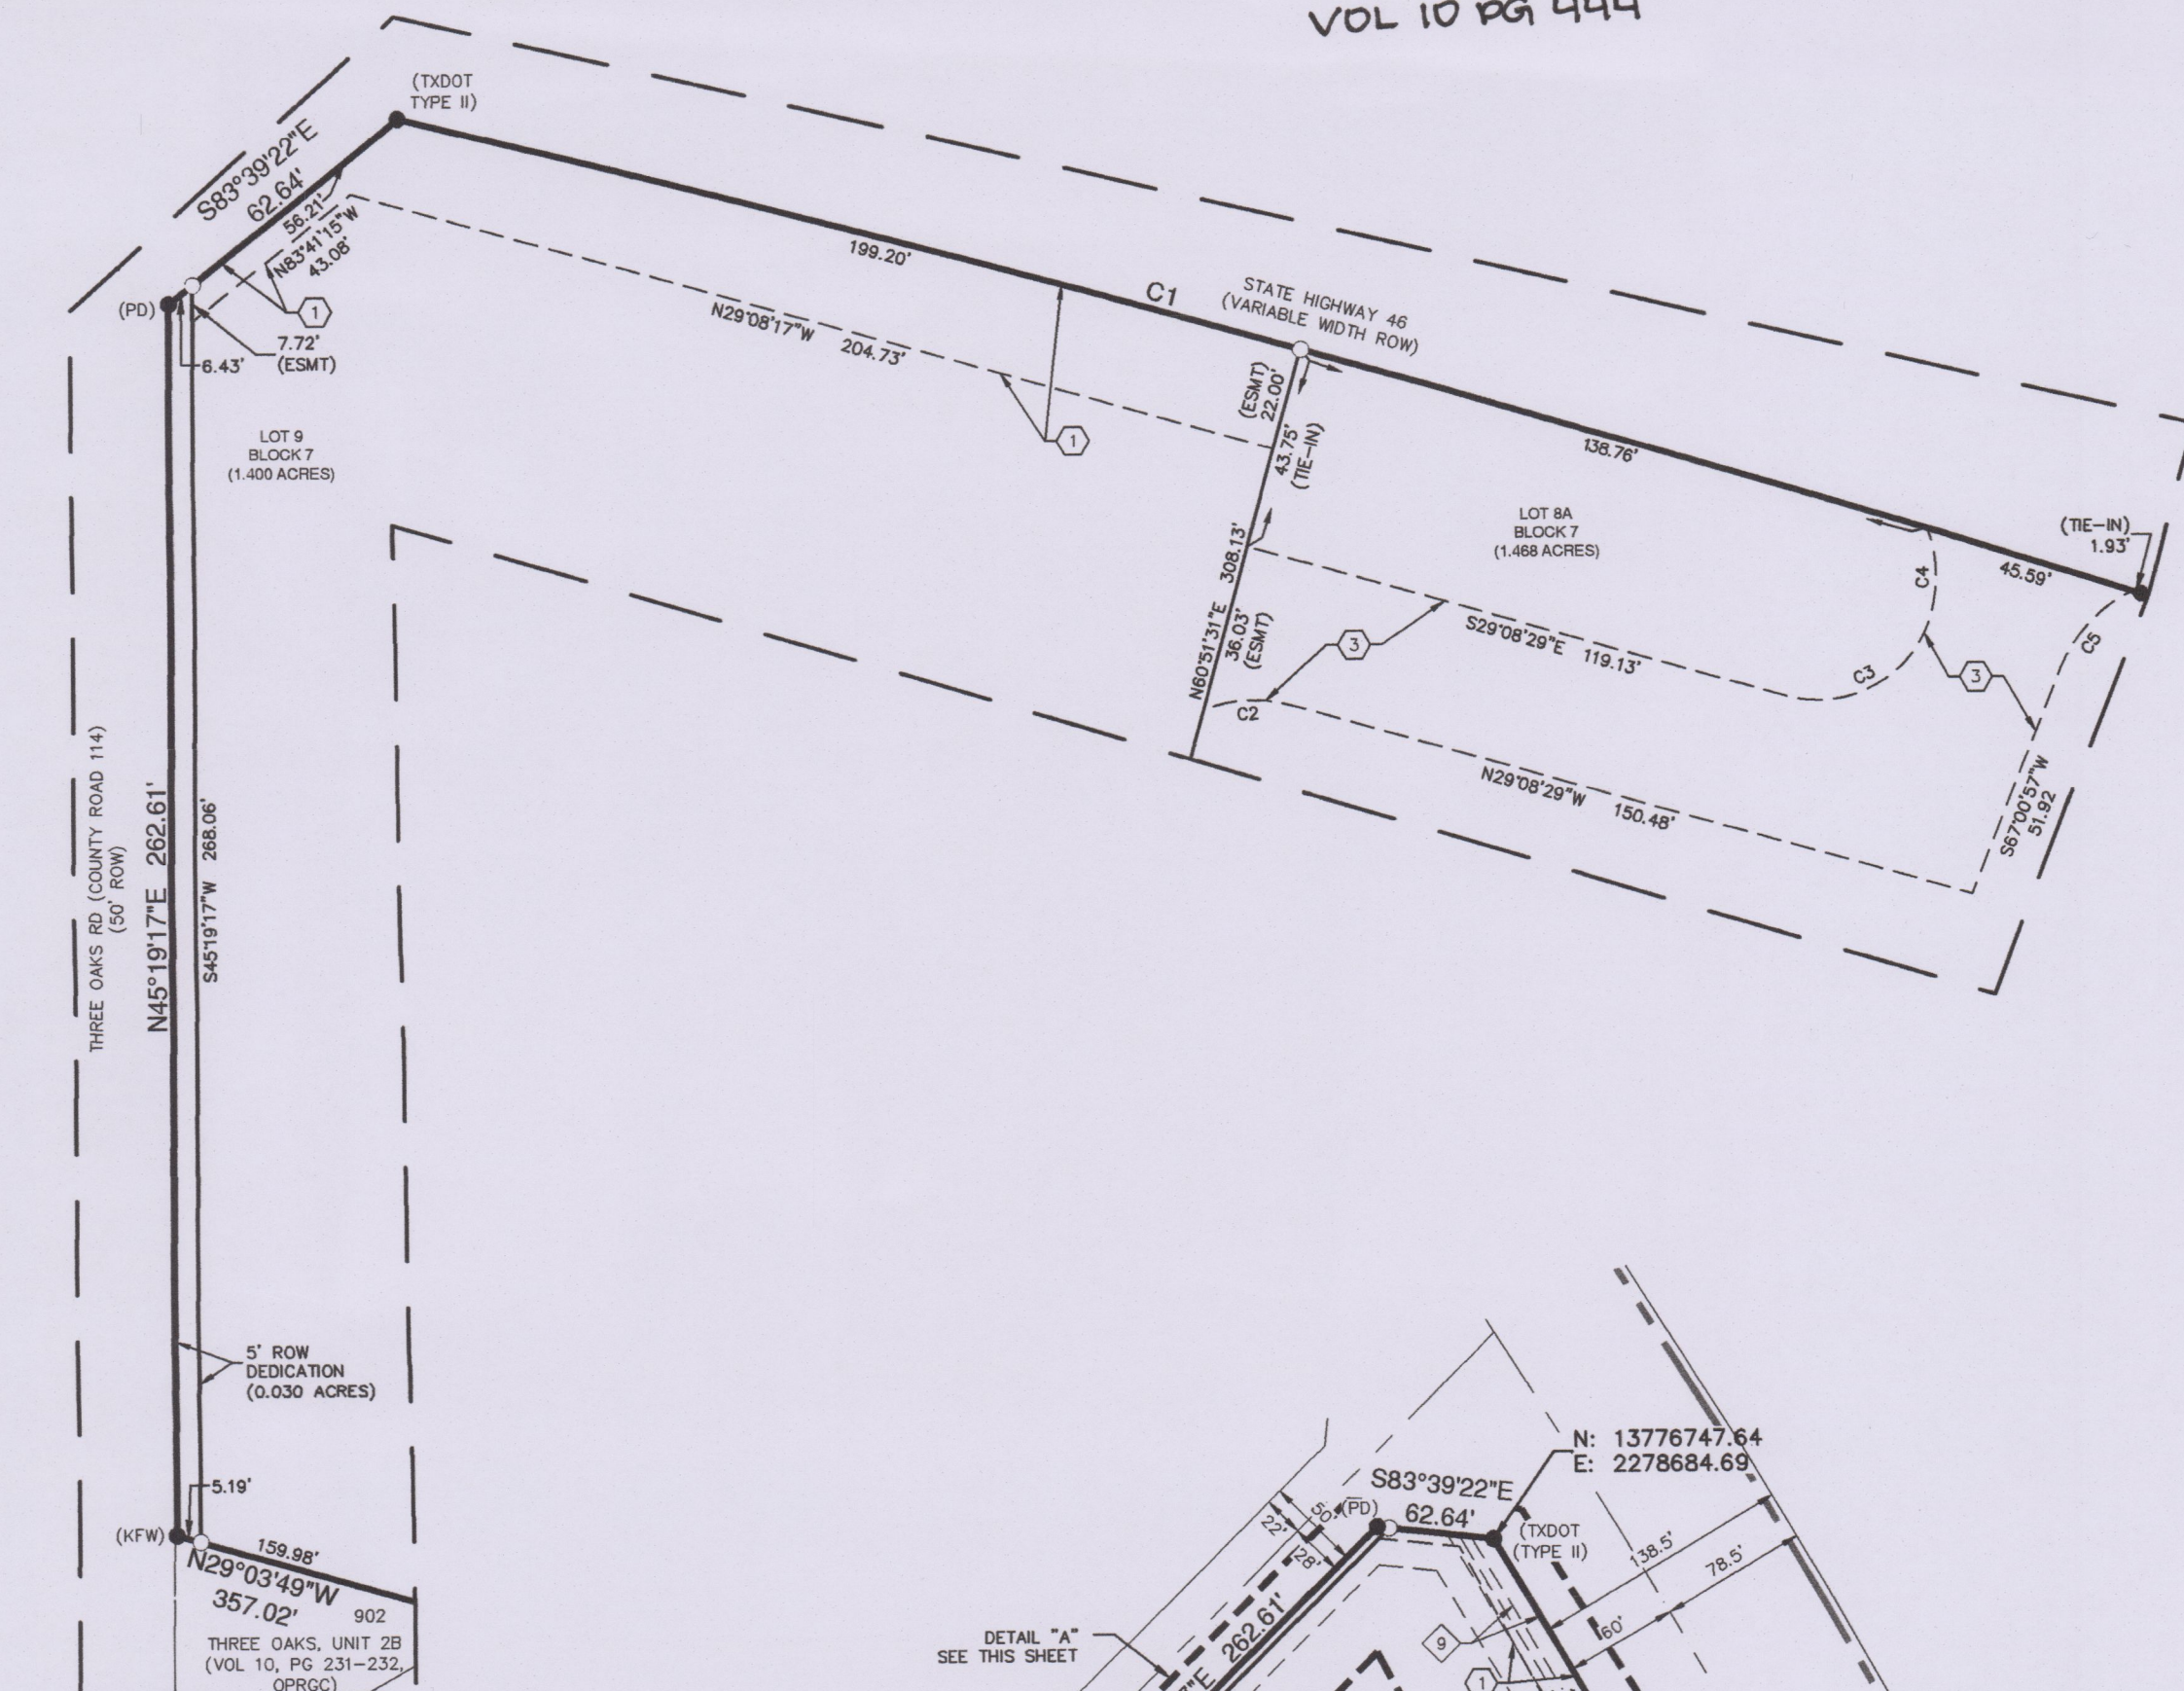 VOL 10 PG 444
(TXDOT
TYPE II)
S83°39'22"E
62.64'
56.21'
N83°41'15"W
43.08'
(PD)
1
7.72'
(ESMT)
6.43'
199.20'
C1
N29°08'17"W 204.73'
STATE HIGHWAY 46
(VARIABLE WIDTH ROW)
1
(ESMT)
22.00'
43.75'
(TIE-IN)
138.76'
LOT 9
BLOCK 7
(1.400 ACRES)
LOT 8A
BLOCK 7
(1.468 ACRES)
(TIE-IN)
1.93'
C4
45.59'
N60°51'31"E 308.13'
36.03'
(ESMT)
3
S29°08'29"E 119.13'
C3
3
C5
C2
N29°08'29"W 150.48'
S67°00'57"W
51.92
THREE OAKS RD (COUNTY ROAD 114)
(50' ROW)
N45°19'17"E 262.61'
S45°19'17"W 268.06'
5' ROW
DEDICATION
(0.030 ACRES)
5.19'
(KFW)
159.98'
N29°03'49"W
357.02'
902
THREE OAKS, UNIT 2B
(VOL 10, PG 231-232,
OPRGC)
N: 13776747.64
E: 2278684.69
S83°39'22"E
62.64'
(PD)
(TXDOT
(TYPE II)
50'
22'
28'
138.5'
78.5'
60'
7"E 262.61'
DETAIL "A"
SEE THIS SHEET
9
1